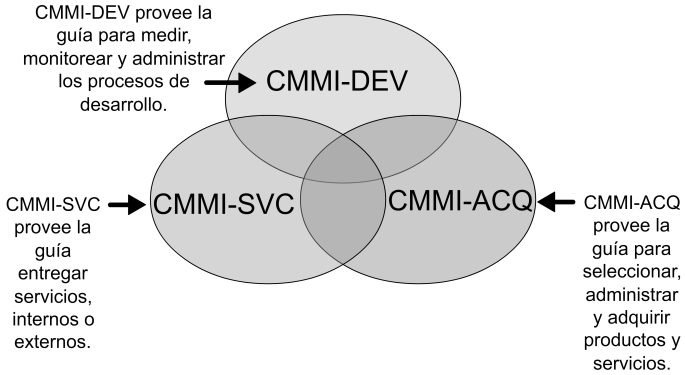 CMMI-DEV provee la
guía para medir,
monitorear y administrar
los procesos de
desarrollo.
CMMI-DEV
CMMI-SVC
CMMI-ACQ
CMMI-SVC
provee la
guía
entregar
servicios,
internos o
externos.
CMMI-ACQ
provee la
guía para
seleccionar,
administrar
y adquirir
productos y
servicios.